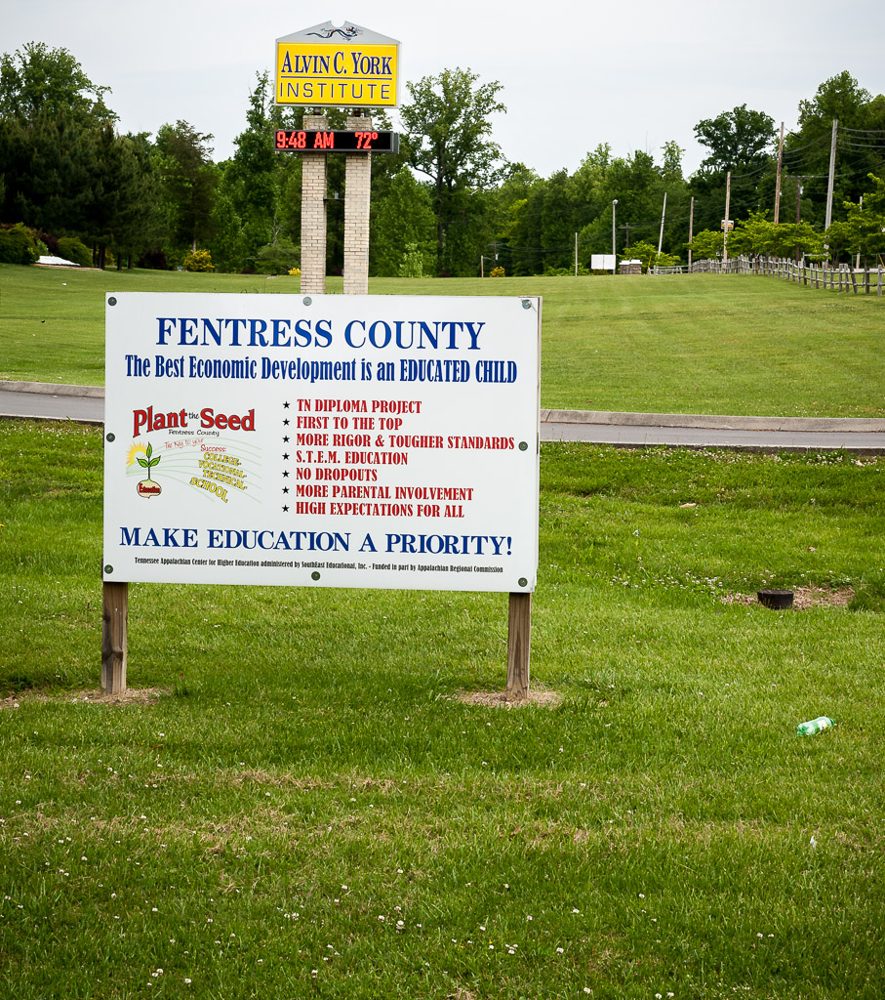 ALVIN C. YORK
INSTITUTE
9:48 AM 72°
FENTRESS COUNTY
The Best Economic Development is an EDUCATED CHILD
Plant the Seed
Fentress County
The Key to your
Success:
COLLEGE-
VOCATIONAL-
TECHNICAL-
SCHOOL
Education
★ TN DIPLOMA PROJECT
★ FIRST TO THE TOP
★ MORE RIGOR & TOUGHER STANDARDS
★ S.T.E.M. EDUCATION
★ NO DROPOUTS
★ MORE PARENTAL INVOLVEMENT
★ HIGH EXPECTATIONS FOR ALL
MAKE EDUCATION A PRIORITY!
Tennessee Appalachian Center for Higher Education administered by SouthEast Educational, Inc. - Funded in part by Appalachian Regional Commission